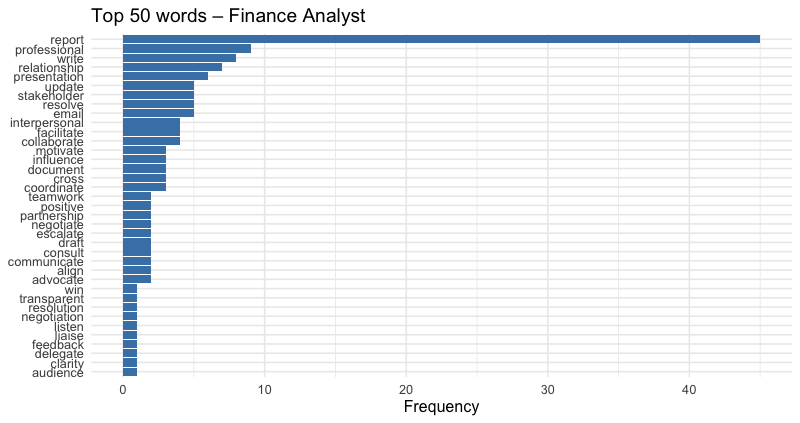 Top 50 words – Finance Analyst
report
professional
write
relationship
presentation
update
stakeholder
resolve
email
interpersonal
facilitate
collaborate
motivate
influence
document
cross
coordinate
teamwork
positive
partnership
negotiate
escalate
draft
consult
communicate
align
advocate
win
transparent
resolution
negotiation
listen
liaise
feedback
delegate
clarity
audience
0 10 20 30 40
Frequency